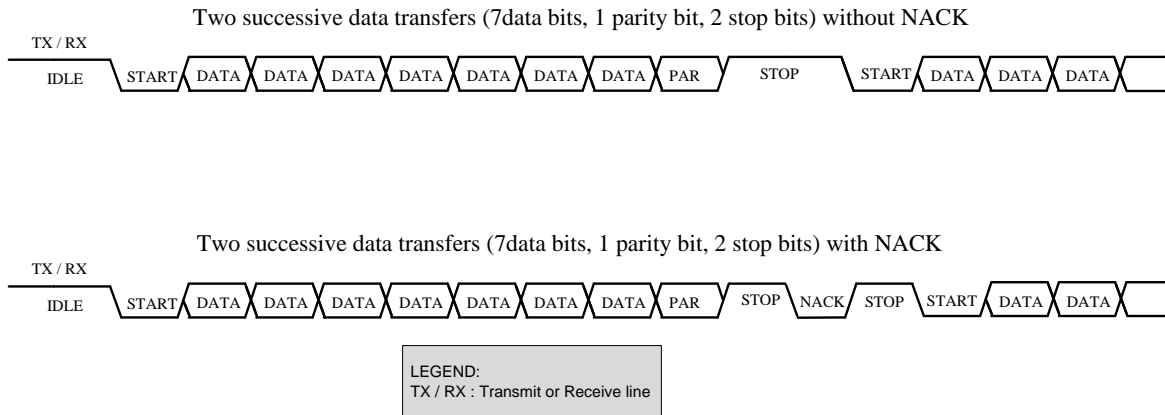 Two successive data transfers (7data bits, 1 parity bit, 2 stop bits) without NACK
TX / RX
IDLE START DATA DATA DATA DATA DATA DATA DATA PAR STOP START DATA DATA DATA
Two successive data transfers (7data bits, 1 parity bit, 2 stop bits) with NACK
TX / RX
IDLE START DATA DATA DATA DATA DATA DATA DATA PAR STOP NACK STOP START DATA DATA
LEGEND:
TX / RX : Transmit or Receive line